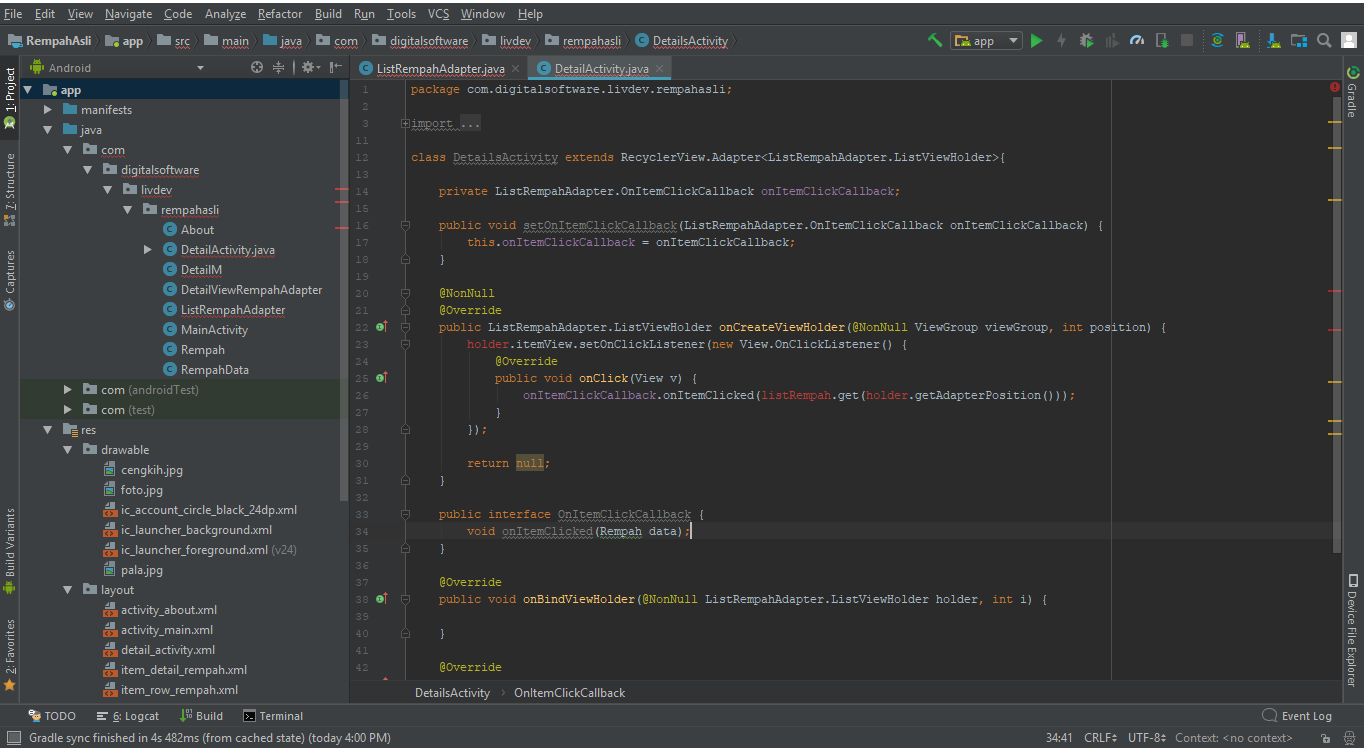 File Edit View Navigate Code Analyze Refactor Build Run Tools VCS Window Help
RempahAsli app src main java com digitalsoftware livdev rempahasli DetailsActivity app
Android
ListRempahAdapter.java DetailActivity.java
1: Project
7: Structure
Captures
Build Variants
2: Favorites
app
manifests
java
com
digitalsoftware
livdev
rempahasli
About
DetailActivity.java
DetailM
DetailViewRempahAdapter
ListRempahAdapter
MainActivity
Rempah
RempahData
com (androidTest)
com (test)
res
drawable
cengkih.jpg
foto.jpg
ic_account_circle_black_24dp.xml
ic_launcher_background.xml
ic_launcher_foreground.xml (v24)
pala.jpg
layout
activity_about.xml
activity_main.xml
detail_activity.xml
item_detail_rempah.xml
item_row_rempah.xml
1 package com.digitalsoftware.livdev.rempahasli;
2
3 import ...
11
12 class DetailsActivity extends RecyclerView.Adapter<ListRempahAdapter.ListViewHolder>{
13
14 private ListRempahAdapter.OnItemClickCallback onItemClickCallback;
15
16 public void setOnItemClickCallback(ListRempahAdapter.OnItemClickCallback onItemClickCallback) {
17 this.onItemClickCallback = onItemClickCallback;
18 }
19
20 @NonNull
21 @Override
22 public ListRempahAdapter.ListViewHolder onCreateViewHolder(@NonNull ViewGroup viewGroup, int position) {
23 holder.itemView.setOnClickListener(new View.OnClickListener() {
24 @Override
25 public void onClick(View v) {
26 onItemClickCallback.onItemClicked(listRempah.get(holder.getAdapterPosition()));
27 }
28 });
29
30 return null;
31 }
32
33 public interface OnItemClickCallback {
34 void onItemClicked(Rempah data);
35 }
36
37 @Override
38 public void onBindViewHolder(@NonNull ListRempahAdapter.ListViewHolder holder, int i) {
39
40 }
41
42 @Override
DetailsActivity OnItemClickCallback
Gradle
Device File Explorer
TODO 6: Logcat Build Terminal Event Log
Gradle sync finished in 4s 482ms (from cached state) (today 4:00 PM) 34:41 CRLF UTF-8 Context: <no context>